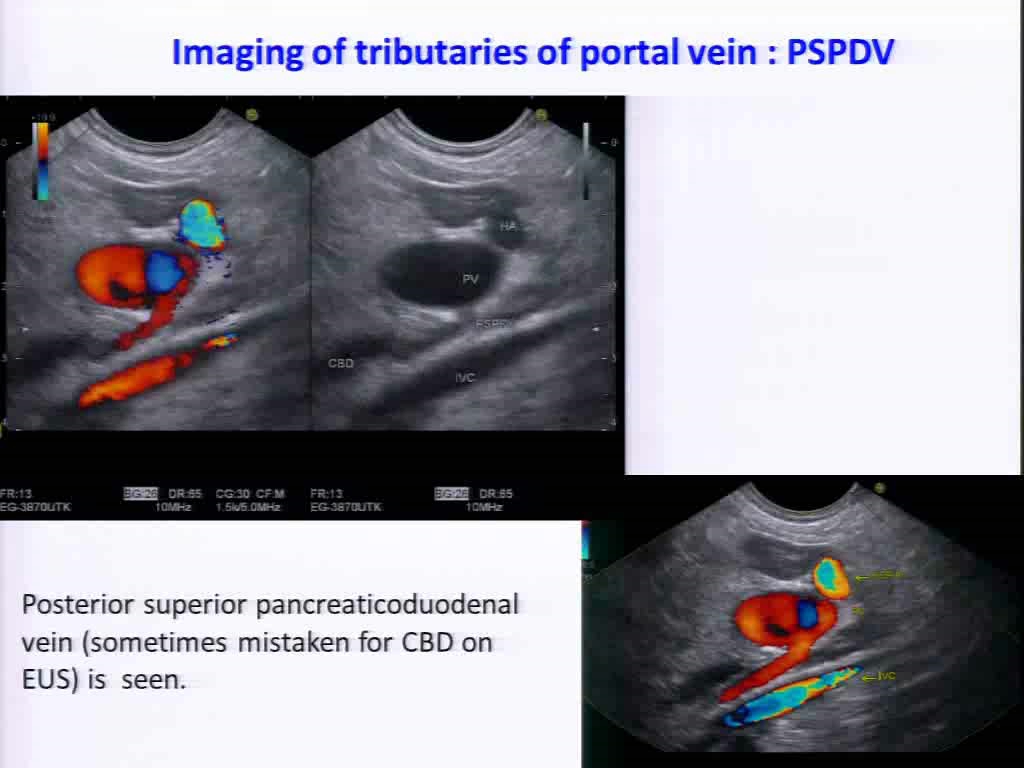 Imaging of tributaries of portal vein : PSPDV
HA
PV
CBD
IVC
FR:13
BG:26 DR:65 CG:30 CF:M
FR:13
BG:26 DR:65
EG-3870UTK
10MHz
1.5k/5.0MHz
EG-3870UTK
10MHz
IVC
Posterior superior pancreaticoduodenal
vein (sometimes mistaken for CBD on
EUS) is seen.